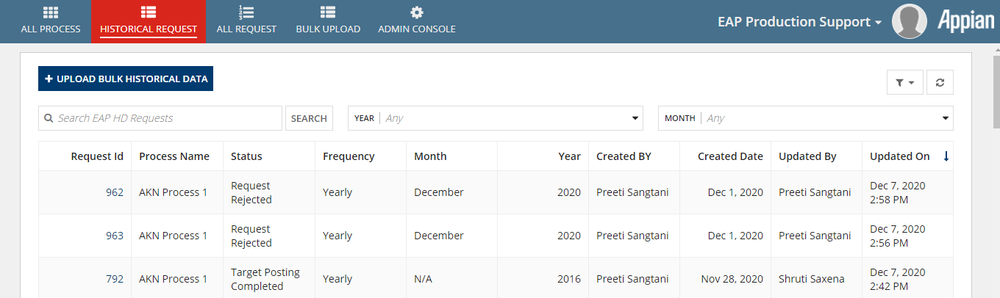 ALL PROCESS
HISTORICAL REQUEST
ALL REQUEST
BULK UPLOAD
ADMIN CONSOLE
EAP Production Support
Appian
+ UPLOAD BULK HISTORICAL DATA
Search EAP HD Requests
SEARCH
YEAR Any
MONTH Any
Request Id Process Name Status Frequency Month Year Created BY Created Date Updated By Updated On
962 AKN Process 1 Request Rejected Yearly December 2020 Preeti Sangtani Dec 1, 2020 Preeti Sangtani Dec 7, 2020 2:58 PM
963 AKN Process 1 Request Rejected Yearly December 2020 Preeti Sangtani Dec 1, 2020 Preeti Sangtani Dec 7, 2020 2:56 PM
792 AKN Process 1 Target Posting Completed Yearly N/A 2016 Preeti Sangtani Nov 28, 2020 Shruti Saxena Dec 7, 2020 2:42 PM